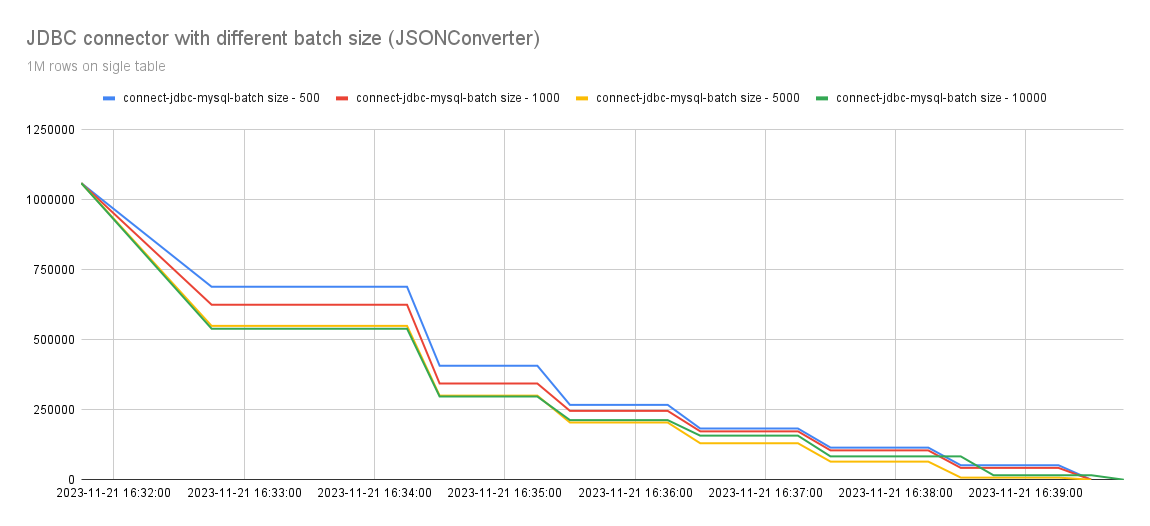 JDBC connector with different batch size (JSONConverter)
1M rows on sigle table
connect-jdbc-mysql-batch size - 500 connect-jdbc-mysql-batch size - 1000 connect-jdbc-mysql-batch size - 5000 connect-jdbc-mysql-batch size - 10000
1250000
1000000
750000
500000
250000
0
2023-11-21 16:32:00 2023-11-21 16:33:00 2023-11-21 16:34:00 2023-11-21 16:35:00 2023-11-21 16:36:00 2023-11-21 16:37:00 2023-11-21 16:38:00 2023-11-21 16:39:00